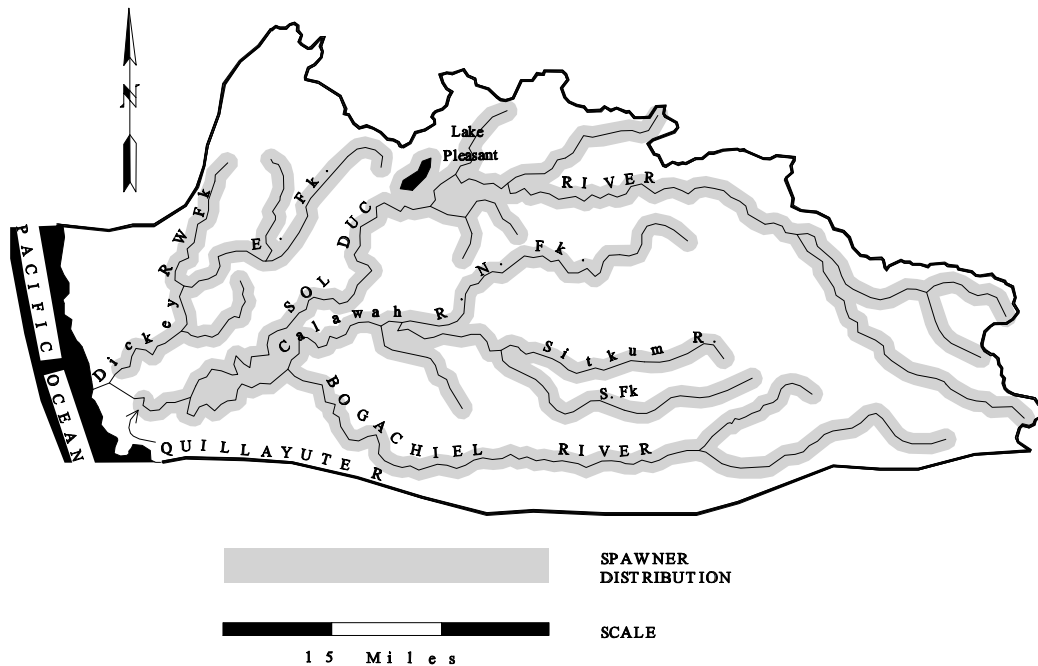 N
Lake
Pleasant
RIVER
PACIFIC OCEAN
Dickey R W Fk
E. Fk.
SOL DUC
N. Fk.
Calawah R.
Sitkum R.
S. Fk
BOGACHIEL RIVER
QUILLAYUTE R
SPAWNER
DISTRIBUTION
SCALE
15 Miles